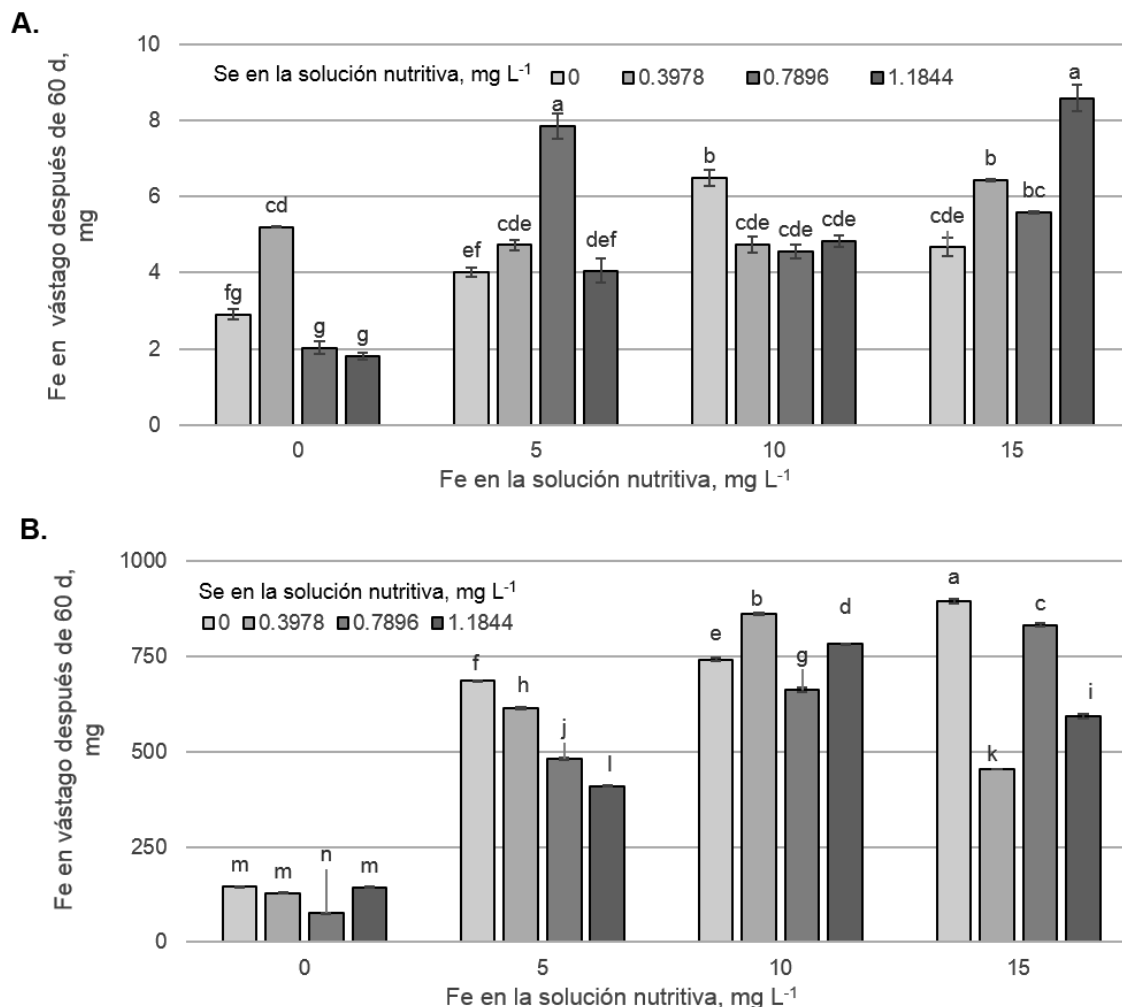 A.
10
8
6
4
2
0
Fe en vástago después de 60 d,
mg
Se en la solución nutritiva, mg L-1 0 0.3978 0.7896 1.1844
fg cd g g
ef cde a def
b cde cde cde
cde b bc a
0 5 10 15
Fe en la solución nutritiva, mg L-1
B.
1000
750
500
250
0
Fe en vástago después de 60 d,
mg
Se en la solución nutritiva, mg L-1
0 0.3978 0.7896 1.1844
m m n m
f h j l
e b g d
a k c i
0 5 10 15
Fe en la solución nutritiva, mg L-1